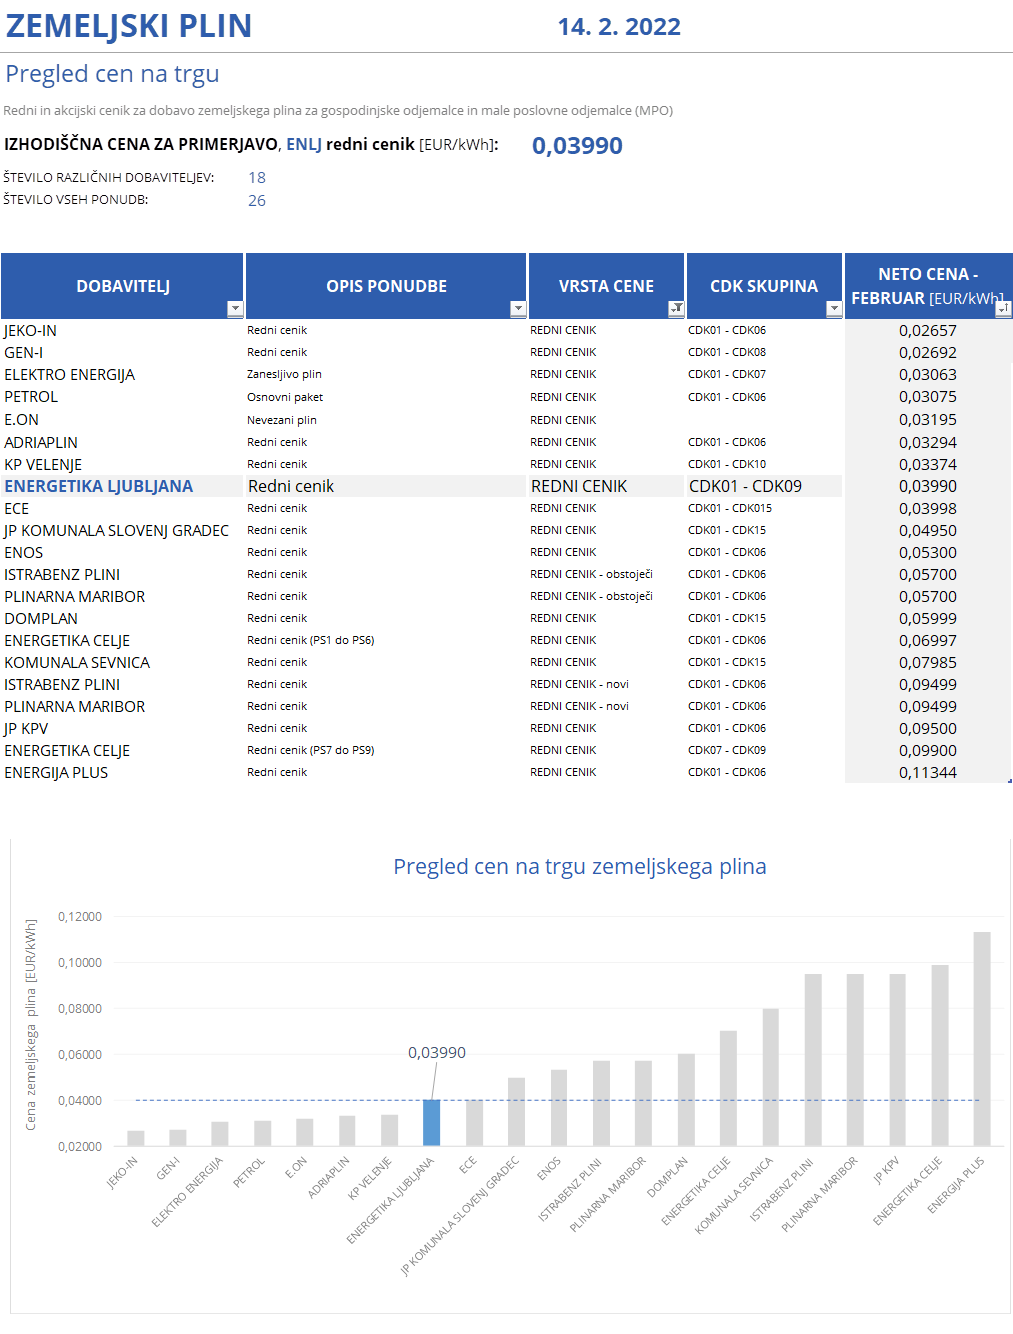 ZEMELJSKI PLIN 14. 2. 2022
Pregled cen na trgu
Redni in akcijski cenik za dobavo zemeljskega plina za gospodinjske odjemalce in male poslovne odjemalce (MPO)
IZHODIŠČNA CENA ZA PRIMERJAVO, ENLJ redni cenik [EUR/kWh]: 0,03990
ŠTEVILO RAZLIČNIH DOBAVITELJEV: 18
ŠTEVILO VSEH PONUDB: 26
DOBAVITELJ OPIS PONUDBE VRSTA CENE CDK SKUPINA NETO CENA - FEBRUAR [EUR/kWh]
JEKO-IN Redni cenik REDNI CENIK CDK01 - CDK06 0,02657
GEN-I Redni cenik REDNI CENIK CDK01 - CDK08 0,02692
ELEKTRO ENERGIJA Zanesljivo plin REDNI CENIK CDK01 - CDK07 0,03063
PETROL Osnovni paket REDNI CENIK CDK01 - CDK06 0,03075
E.ON Nevezani plin REDNI CENIK 0,03195
ADRIAPLIN Redni cenik REDNI CENIK CDK01 - CDK06 0,03294
KP VELENJE Redni cenik REDNI CENIK CDK01 - CDK10 0,03374
ENERGETIKA LJUBLJANA Redni cenik REDNI CENIK CDK01 - CDK09 0,03990
ECE Redni cenik REDNI CENIK CDK01 - CDK015 0,03998
JP KOMUNALA SLOVENJ GRADEC Redni cenik REDNI CENIK CDK01 - CDK15 0,04950
ENOS Redni cenik REDNI CENIK CDK01 - CDK06 0,05300
ISTRABENZ PLINI Redni cenik REDNI CENIK - obstoječi CDK01 - CDK06 0,05700
PLINARNA MARIBOR Redni cenik REDNI CENIK - obstoječi CDK01 - CDK06 0,05700
DOMPLAN Redni cenik REDNI CENIK CDK01 - CDK15 0,05999
ENERGETIKA CELJE Redni cenik (PS1 do PS6) REDNI CENIK CDK01 - CDK06 0,06997
KOMUNALA SEVNICA Redni cenik REDNI CENIK CDK01 - CDK15 0,07985
ISTRABENZ PLINI Redni cenik REDNI CENIK - novi CDK01 - CDK06 0,09499
PLINARNA MARIBOR Redni cenik REDNI CENIK - novi CDK01 - CDK06 0,09499
JP KPV Redni cenik REDNI CENIK CDK01 - CDK06 0,09500
ENERGETIKA CELJE Redni cenik (PS7 do PS9) REDNI CENIK CDK07 - CDK09 0,09900
ENERGIJA PLUS Redni cenik REDNI CENIK CDK01 - CDK06 0,11344
Pregled cen na trgu zemeljskega plina
Cena zemeljskega plina [EUR/kWh]
0,12000
0,10000
0,08000
0,06000
0,04000
0,02000
0,03990
JEKO-IN
GEN-I
ELEKTRO ENERGIJA
PETROL
E.ON
ADRIAPLIN
KP VELENJE
ENERGETIKA LJUBLJANA
ECE
JP KOMUNALA SLOVENJ GRADEC
ENOS
ISTRABENZ PLINI
PLINARNA MARIBOR
DOMPLAN
ENERGETIKA CELJE
KOMUNALA SEVNICA
ISTRABENZ PLINI
PLINARNA MARIBOR
JP KPV
ENERGETIKA CELJE
ENERGIJA PLUS